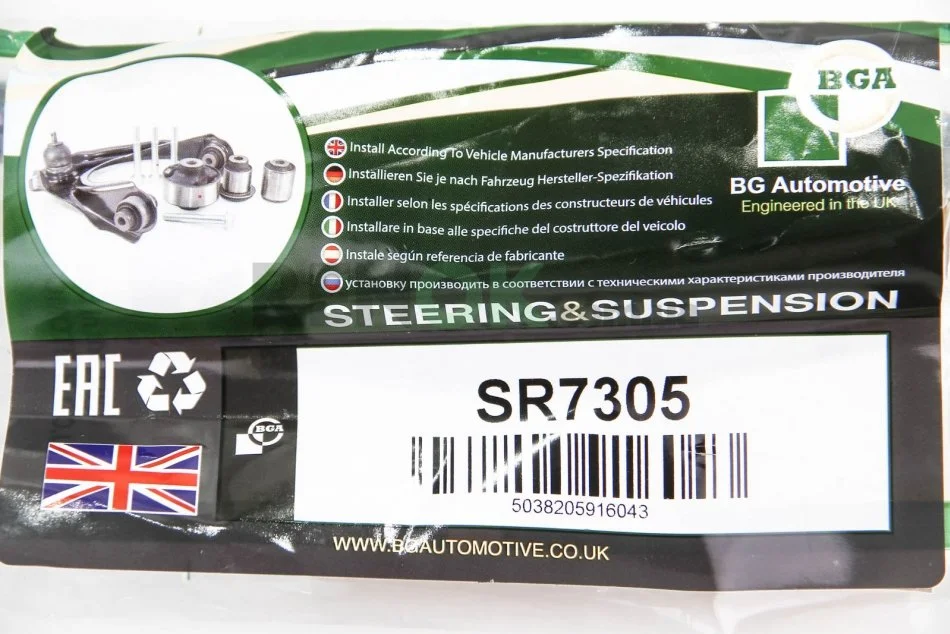 BGA
BG Automotive
Engineered in the UK
Install According To Vehicle Manufacturers Specification
Installieren Sie je nach Fahrzeug Hersteller-Spezifikation
Installer selon les spécifications des constructeurs de véhicules
Installare in base alle specifiche del costruttore del veicolo
Instale según referencia de fabricante
установку производить в соответствии с техническими характеристиками производителя
STEERING&SUSPENSION
EAC
BGA
SR7305
5038205916043
WWW.BGAUTOMOTIVE.CO.UK